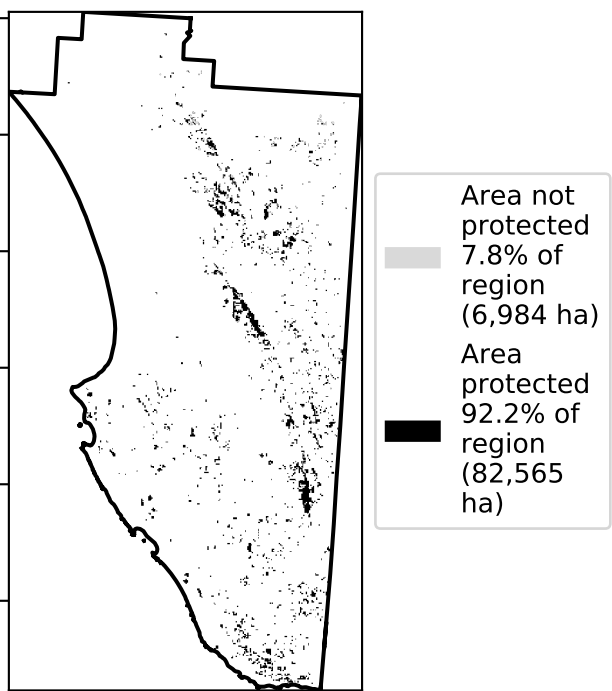 Area not
protected
7.8% of
region
(6,984 ha)
Area
protected
92.2% of
region
(82,565
ha)